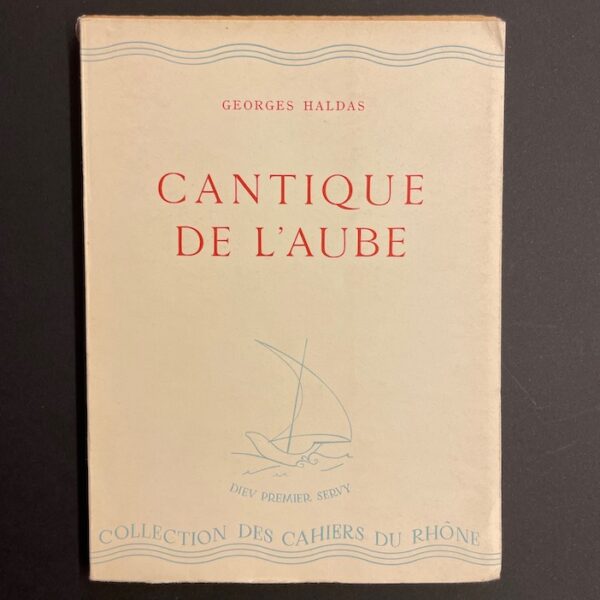 GEORGES HALDAS
CANTIQUE
DE L'AUBE
DIEV PREMIER SERVY
COLLECTION DES CAHIERS DU RHÔNE